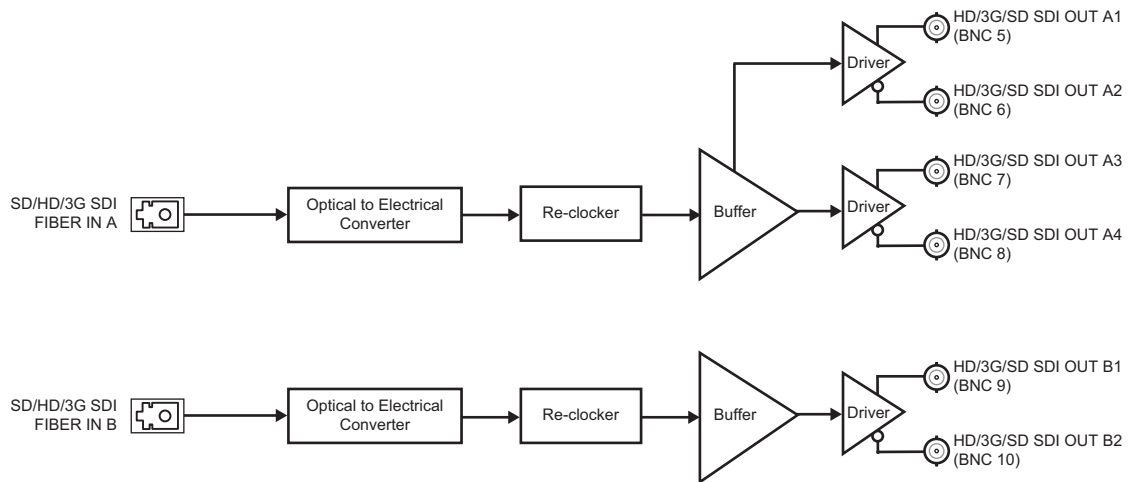 HD/3G/SD SDI OUT A1
(BNC 5)
Driver
HD/3G/SD SDI OUT A2
(BNC 6)
SD/HD/3G SDI
FIBER IN A
Optical to Electrical
Converter
Re-clocker
Buffer
Driver
HD/3G/SD SDI OUT A3
(BNC 7)
HD/3G/SD SDI OUT A4
(BNC 8)
SD/HD/3G SDI
FIBER IN B
Optical to Electrical
Converter
Re-clocker
Buffer
Driver
HD/3G/SD SDI OUT B1
(BNC 9)
HD/3G/SD SDI OUT B2
(BNC 10)